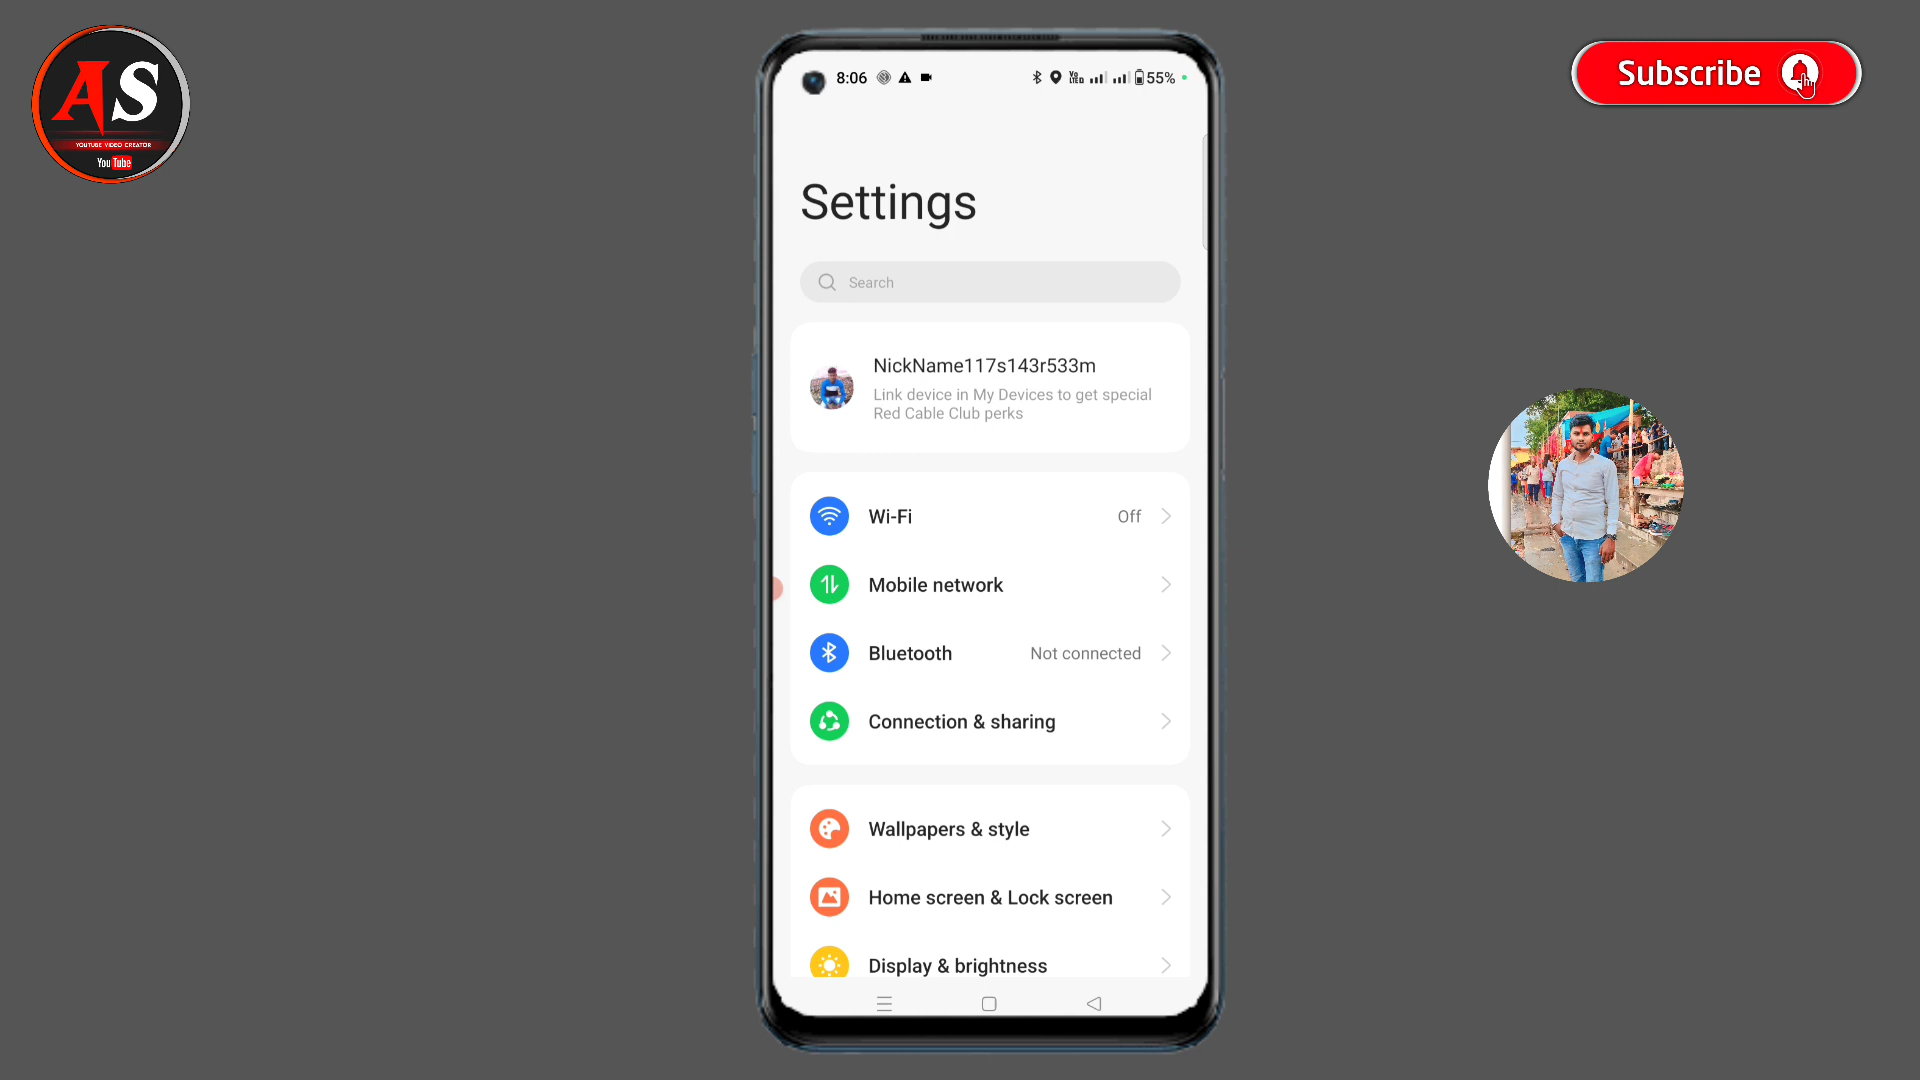 AS
YOUTUBE VIDEO CREATOR
YouTube
Subscribe
8:06
55%
Settings
Search
NickName117s143r533m
Link device in My Devices to get special
Red Cable Club perks
Wi-Fi Off
Mobile network
Bluetooth Not connected
Connection & sharing
Wallpapers & style
Home screen & Lock screen
Display & brightness